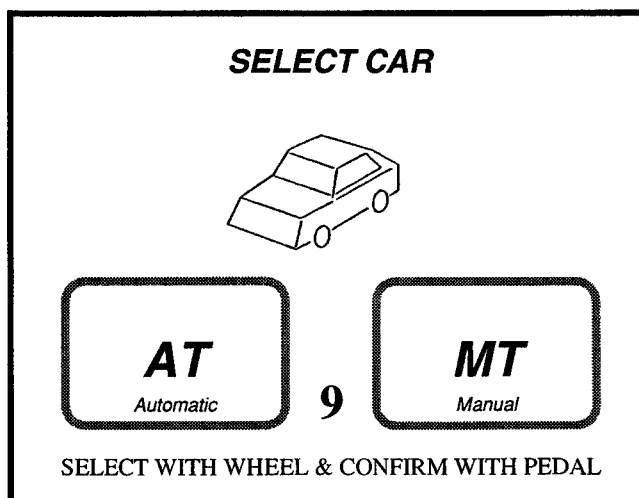 SELECT CAR
AT MT
Automatic 9 Manual
SELECT WITH WHEEL & CONFIRM WITH PEDAL